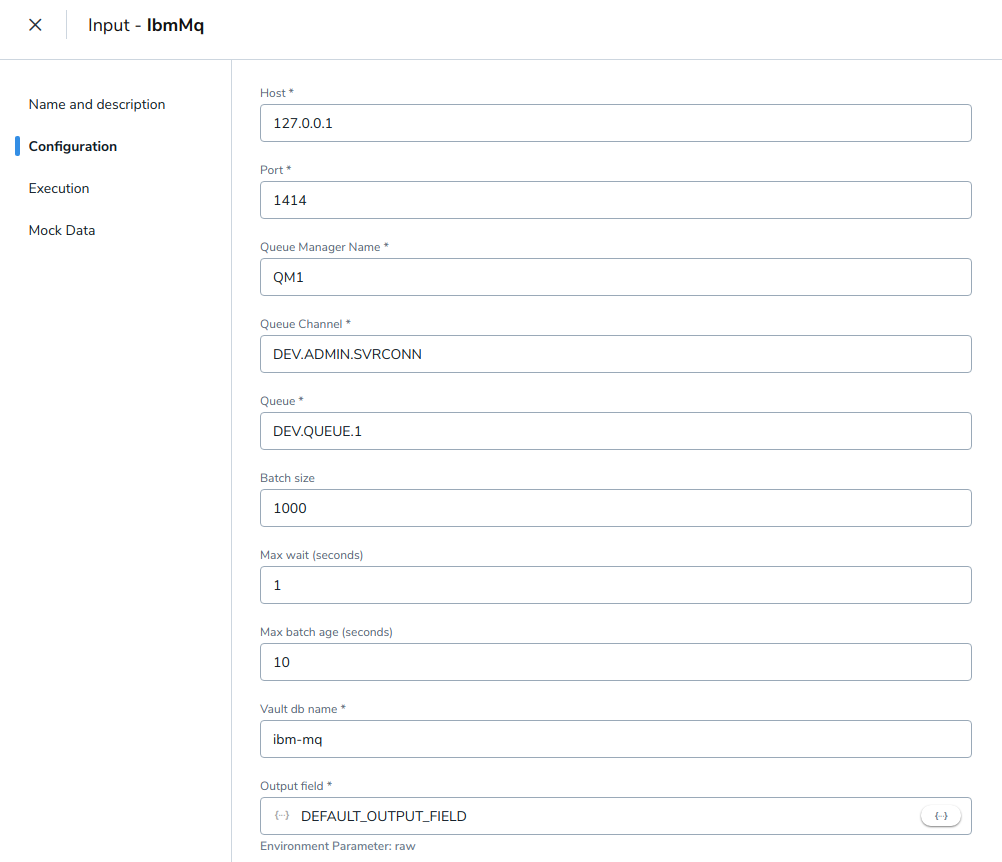 Input - IbmMq
Name and description
Configuration
Execution
Mock Data
Host *
127.0.0.1
Port *
1414
Queue Manager Name *
QM1
Queue Channel *
DEV.ADMIN.SVRCONN
Queue *
DEV.QUEUE.1
Batch size
1000
Max wait (seconds)
1
Max batch age (seconds)
10
Vault db name *
ibm-mq
Output field *
{··} DEFAULT_OUTPUT_FIELD {··}
Environment Parameter: raw